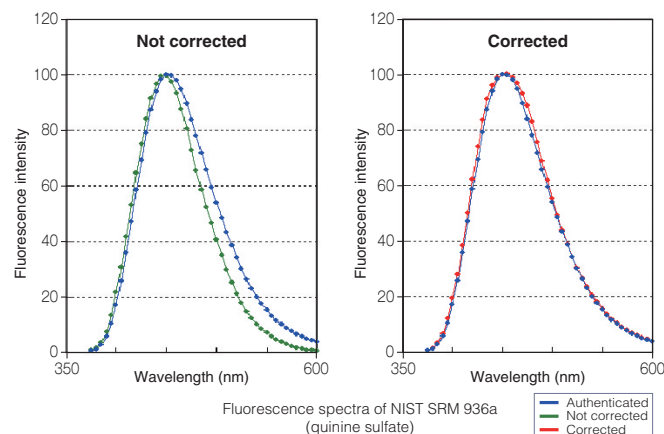 Not corrected
120
100
80
60
40
20
0
350
600
Fluorescence Intensity
Wavelength (nm)
Corrected
120
100
80
60
40
20
0
350
600
Fluorescence Intensity
Wavelength (nm)
Fluorescence spectra of NIST SRM 936a
(quinine sulfate)
Authenticated
Not corrected
Corrected